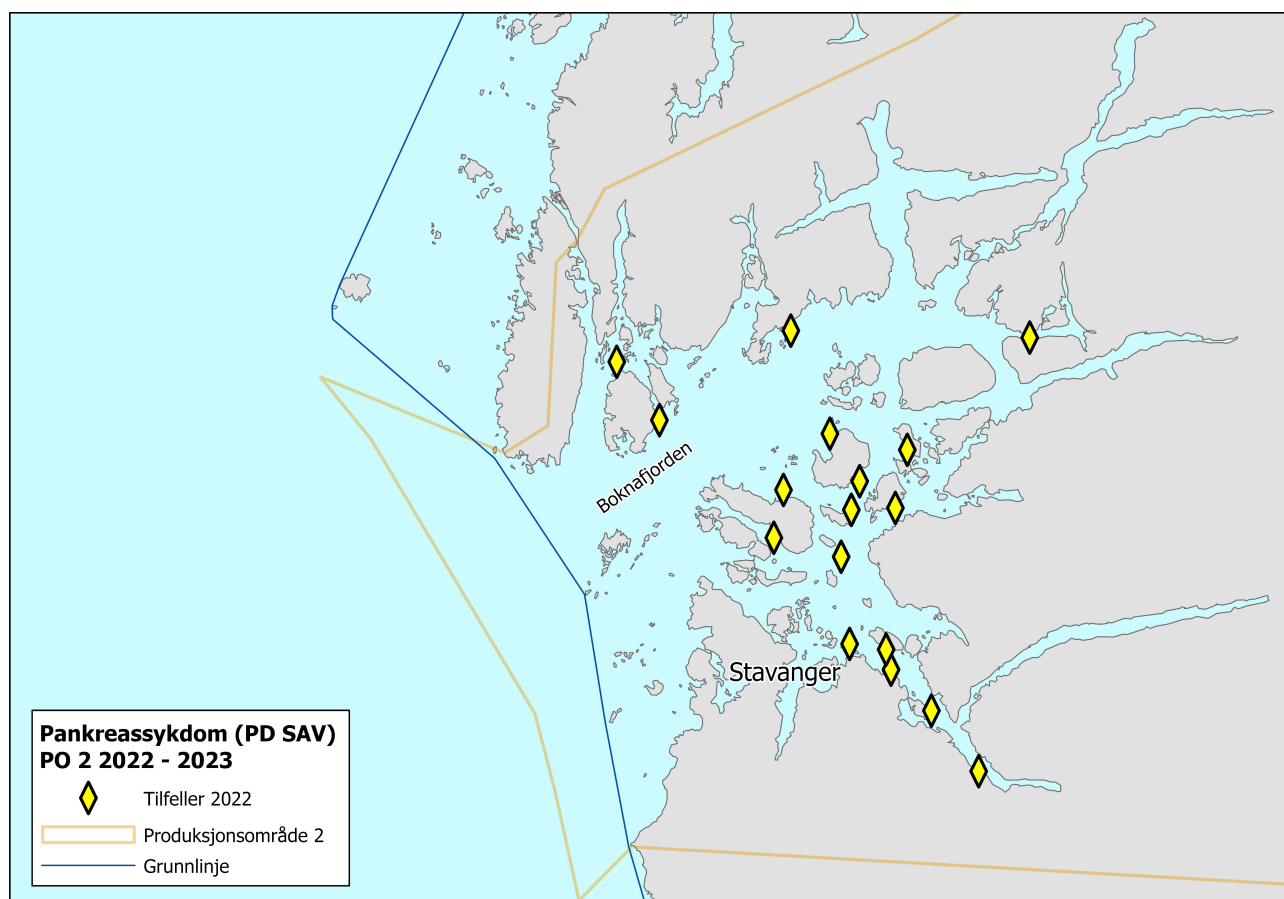 Boknafjorden
Stavanger
Pankreassykdom (PD SAV)
PO 2 2022 - 2023
Tilfeller 2022
Produksjonsområde 2
Grunnlinje